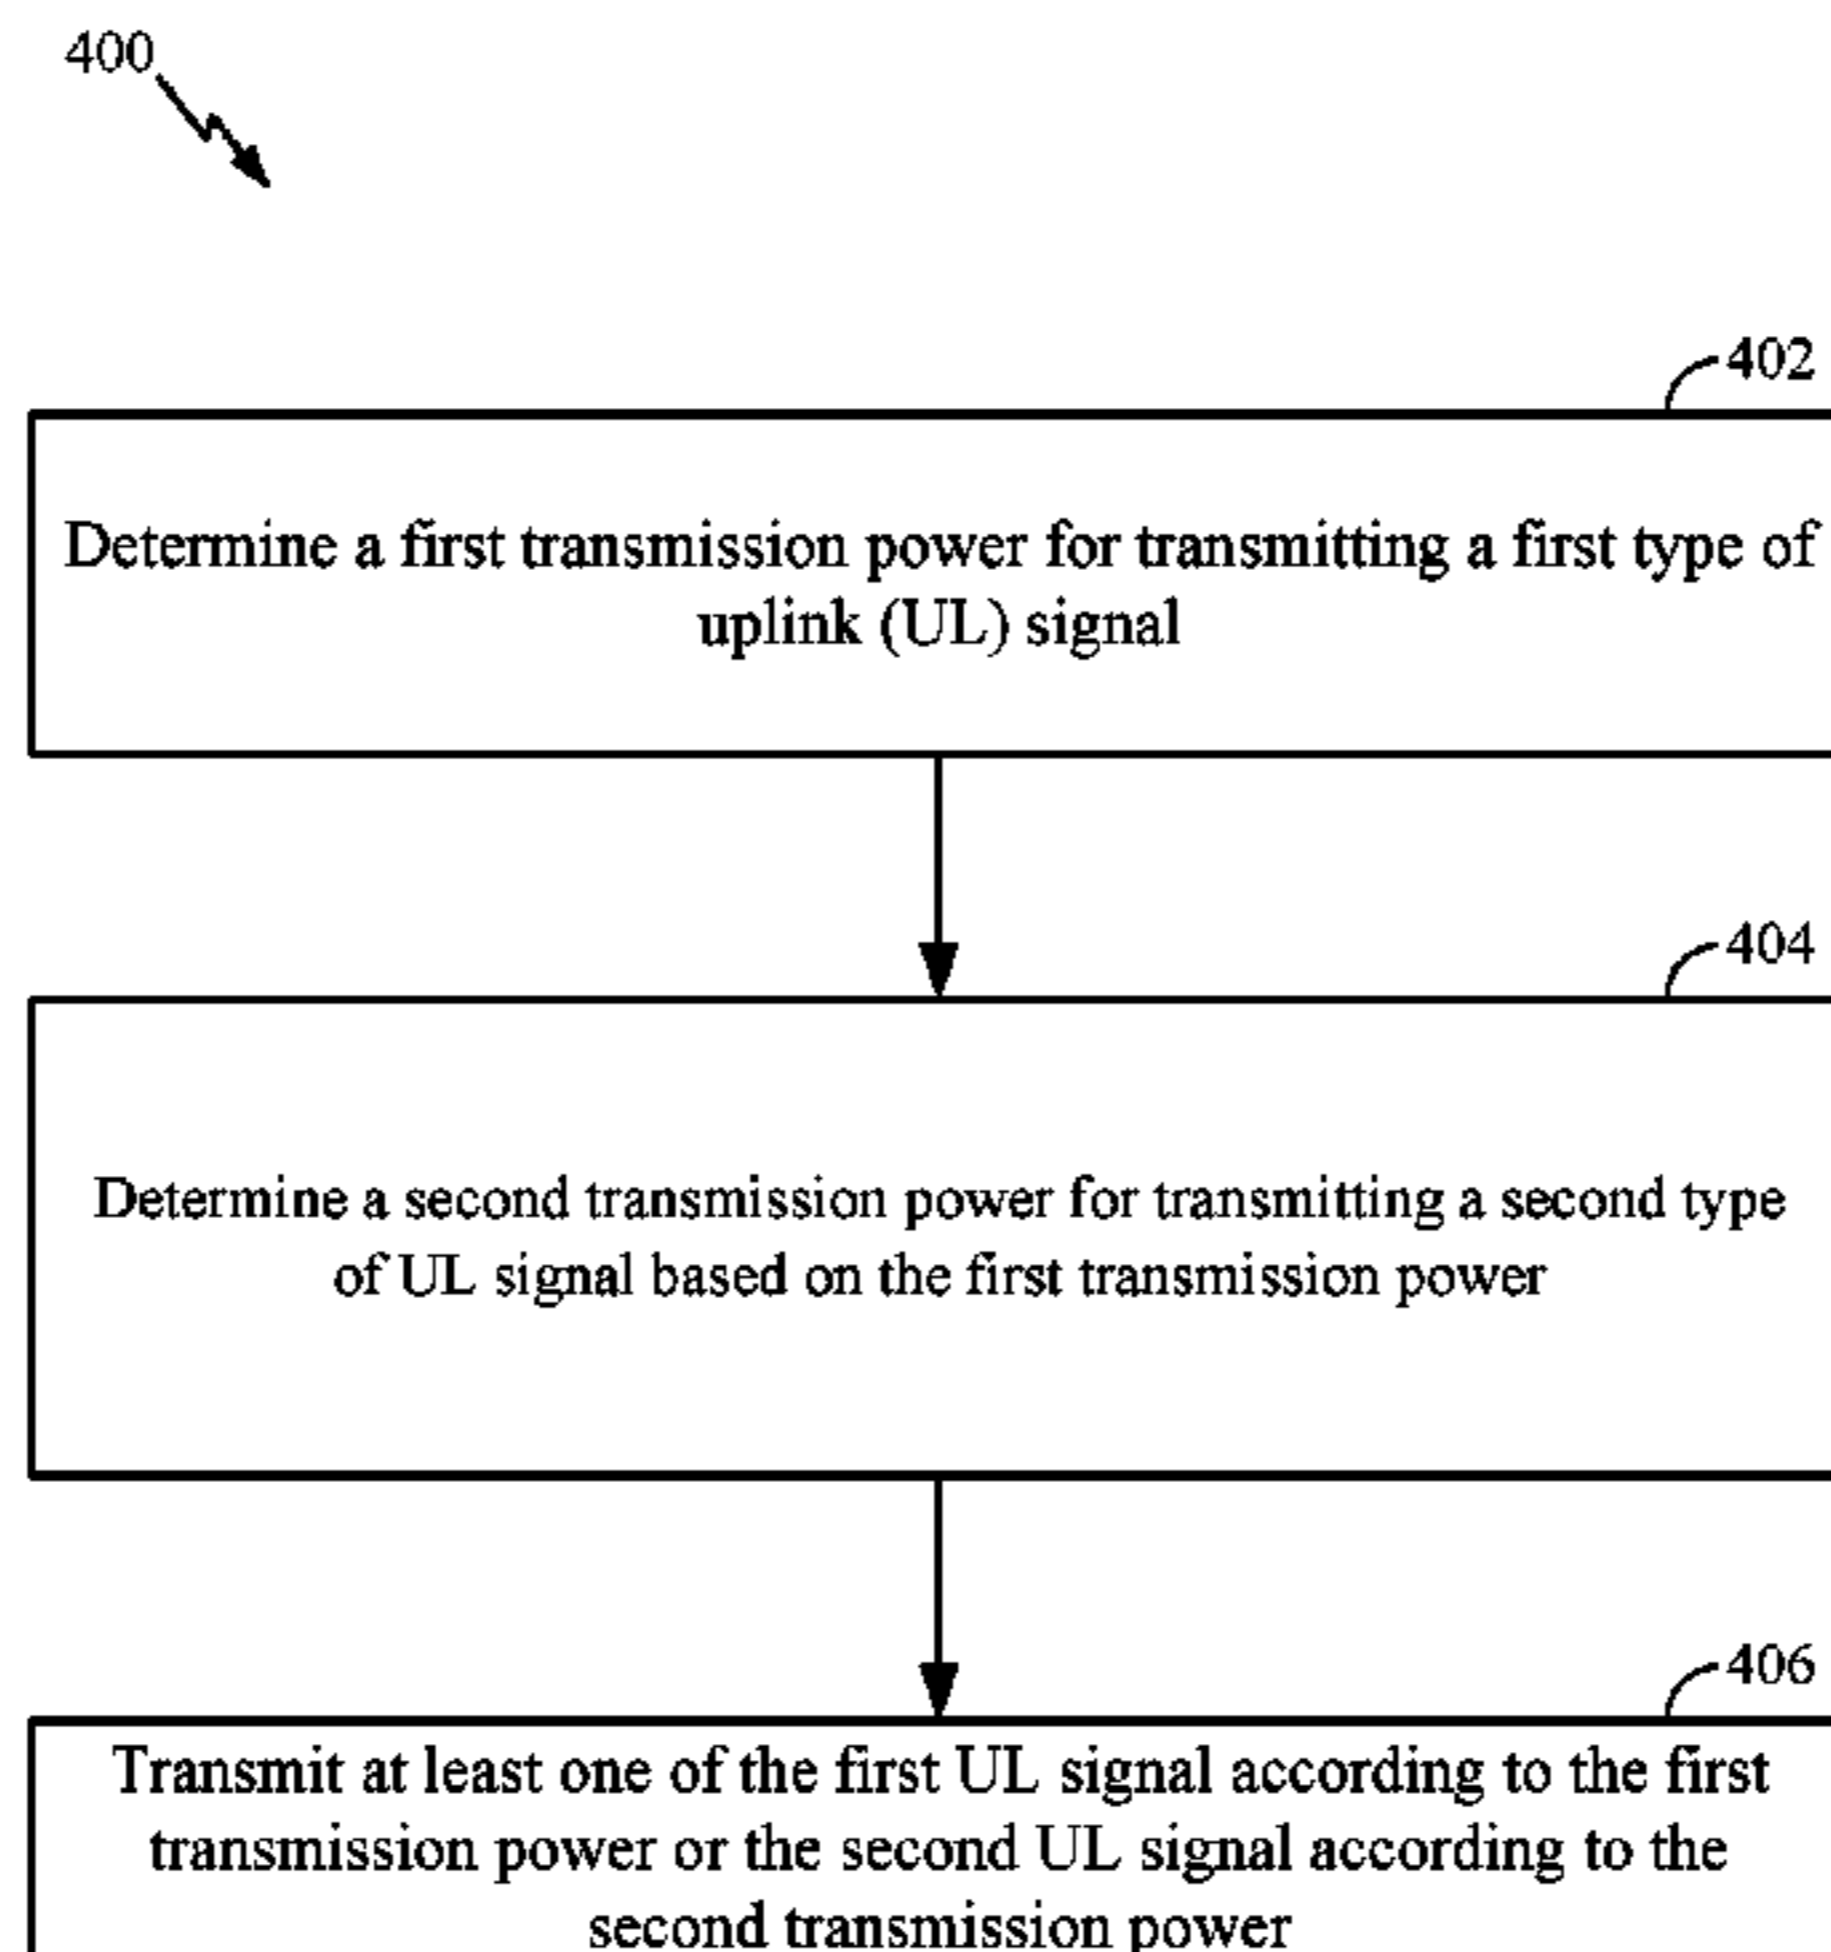 400
402
Determine a first transmission power for transmitting a first type of
uplink (UL) signal
404
Determine a second transmission power for transmitting a second type
of UL signal based on the first transmission power
406
Transmit at least one of the first UL signal according to the first
transmission power or the second UL signal according to the
second transmission power